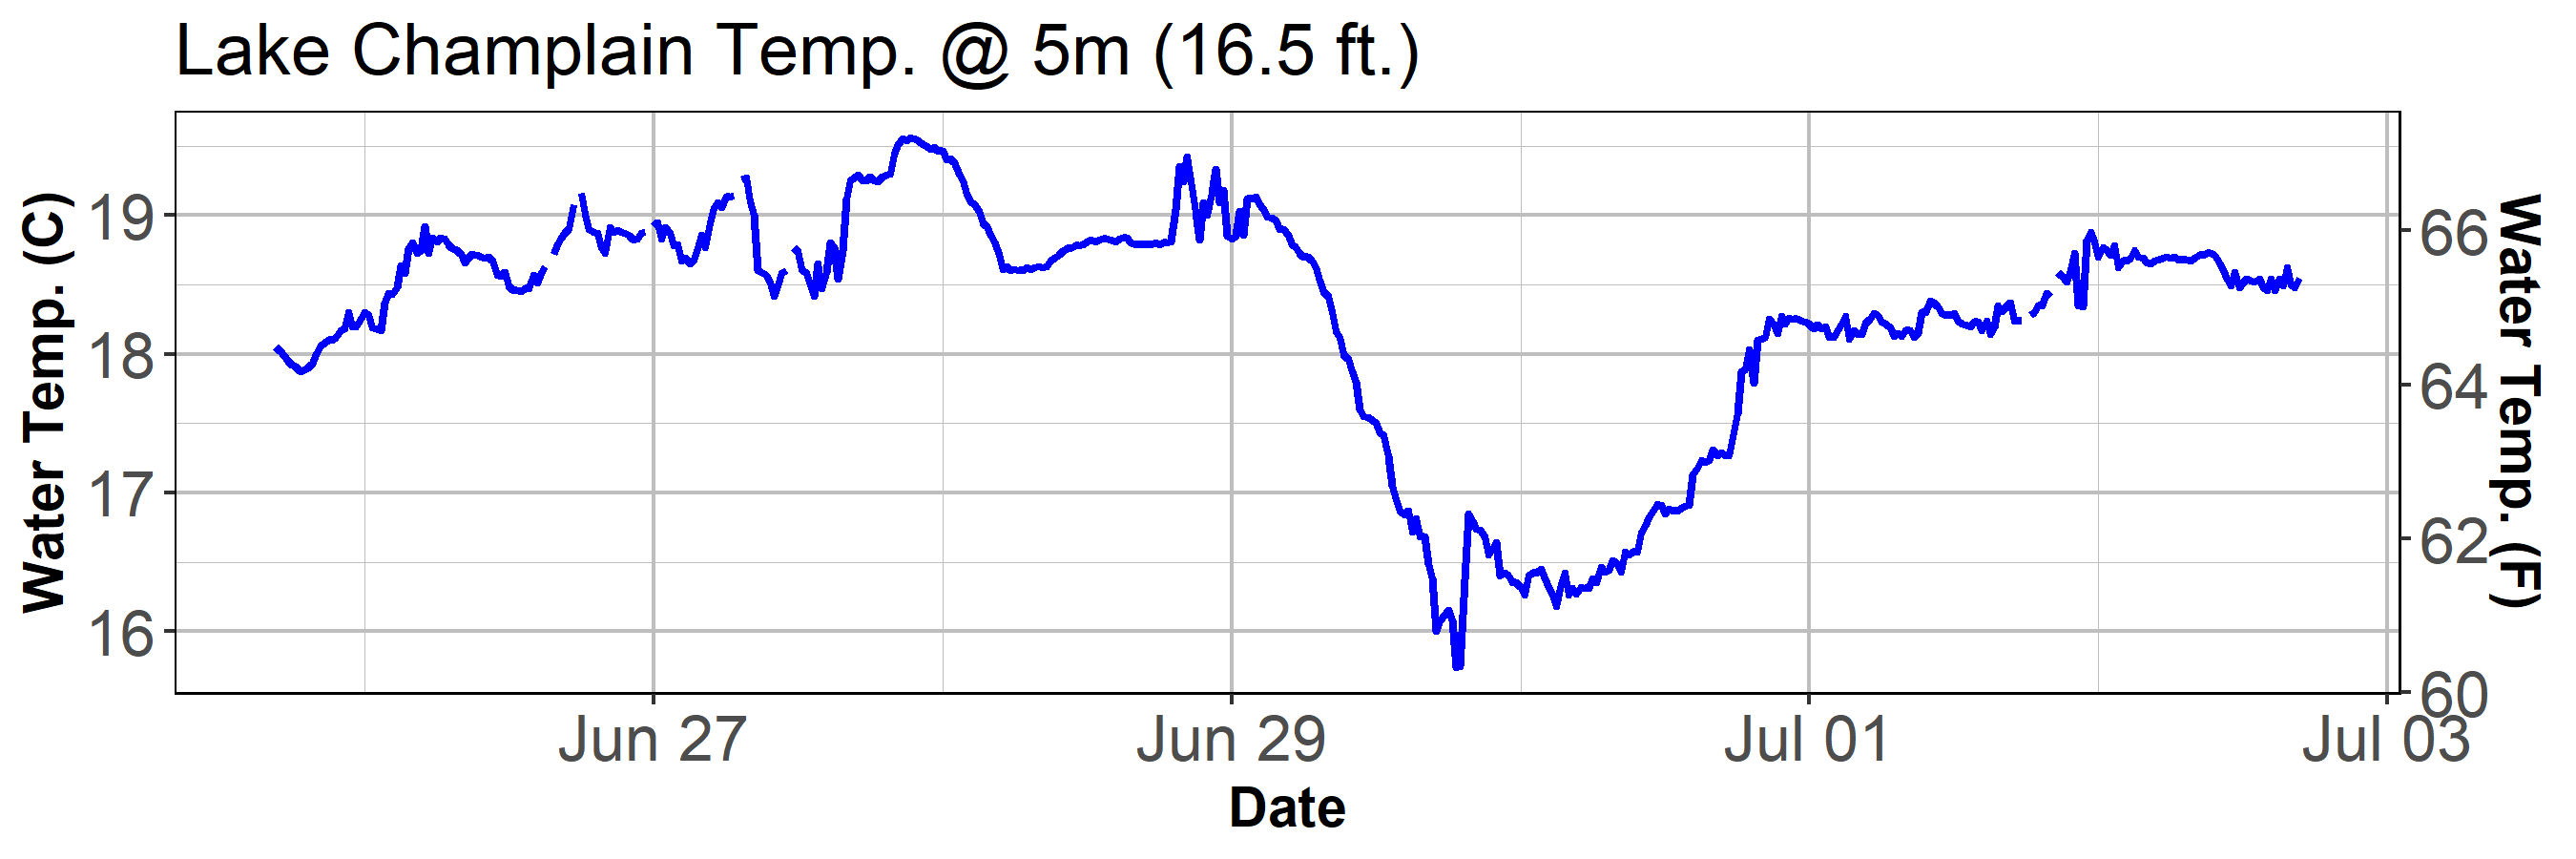 Lake Champlain Temp. @ 5m (16.5 ft.)
Water Temp. (C)
19
18
17
16
66
64
62
60
Water Temp. (F)
Jun 27
Jun 29
Jul 01
Jul 03
Date